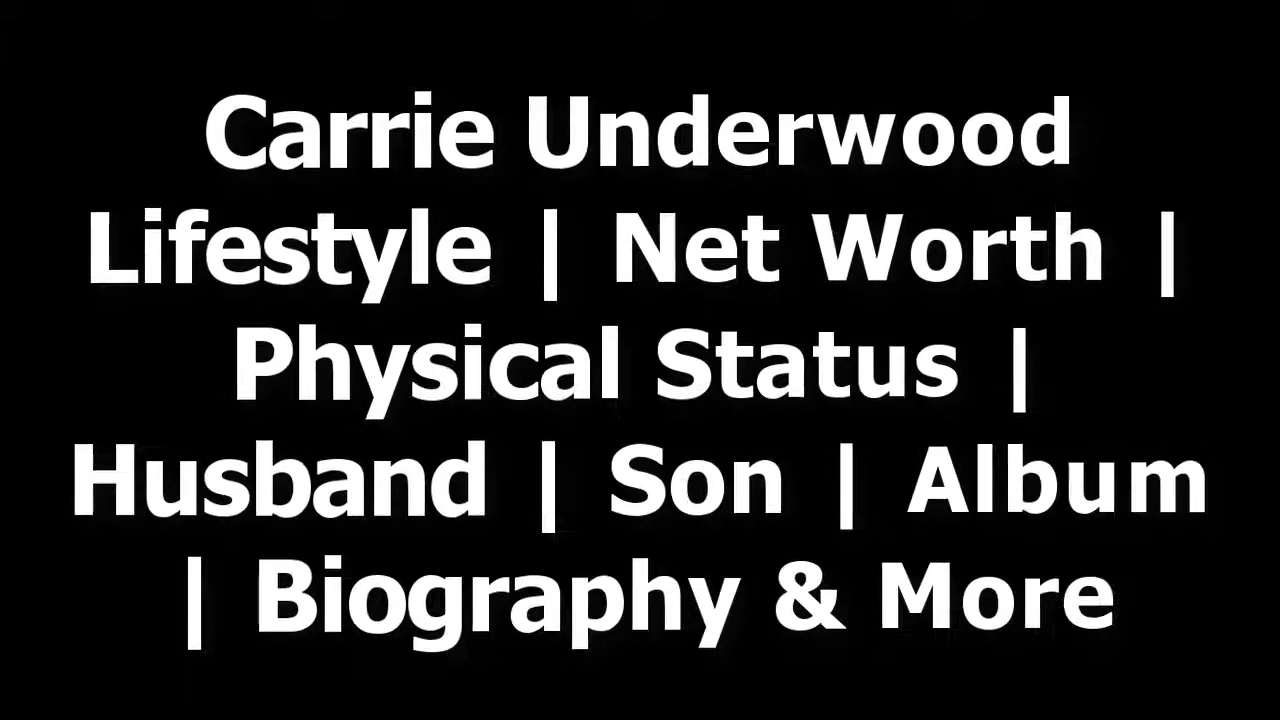 Carrie Underwood
Lifestyle | Net Worth |
Physical Status |
Husband | Son | Album
| Biography & More